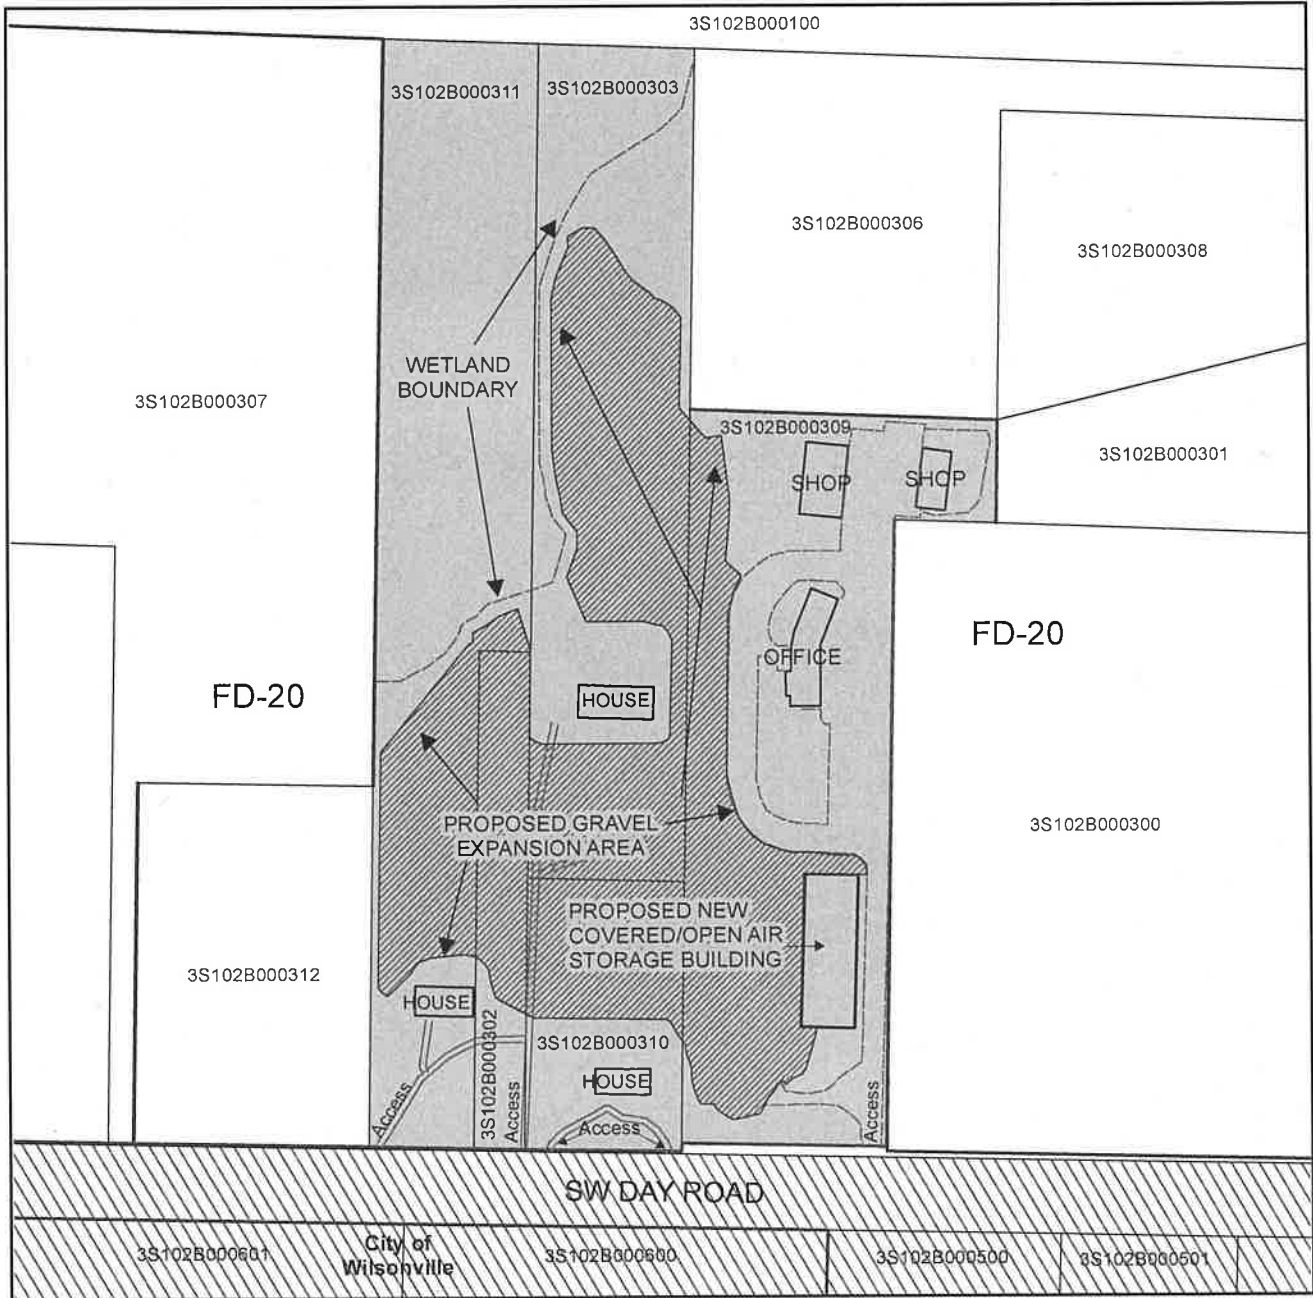 3S102B000100
3S102B000311
3S102B000303
3S102B000306
3S102B000308
WETLAND
BOUNDARY
3S102B000307
3S102B000309
3S102B000301
SHOP
SHOP
FD-20
OFFICE
FD-20
HOUSE
PROPOSED GRAVEL
EXPANSION AREA
3S102B000300
PROPOSED NEW
COVERED/OPEN AIR
STORAGE BUILDING
3S102B000312
HOUSE
3S102B000302
3S102B000310
HOUSE
Access
Access
Access
Access
SW DAY ROAD
3S102B000601
City of
Wilsonville
3S102B000600
3S102B000500
3S102B000501